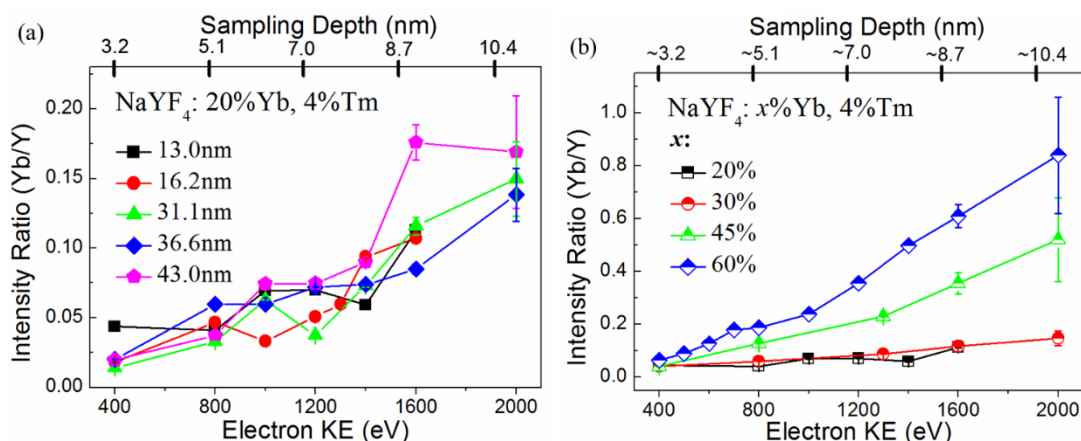 (a)
Sampling Depth (nm)
3.2 5.1 7.0 8.7 10.4
NaYF4: 20%Yb, 4%Tm
13.0nm
16.2nm
31.1nm
36.6nm
43.0nm
Intensity Ratio (Yb/Y)
0.20
0.15
0.10
0.05
0.00
400 800 1200 1600 2000
Electron KE (eV)
(b)
Sampling Depth (nm)
~3.2 ~5.1 ~7.0 ~8.7 ~10.4
NaYF4: x%Yb, 4%Tm
x:
20%
30%
45%
60%
Intensity Ratio (Yb/Y)
1.0
0.8
0.6
0.4
0.2
0.0
400 800 1200 1600 2000
Electron KE (eV)